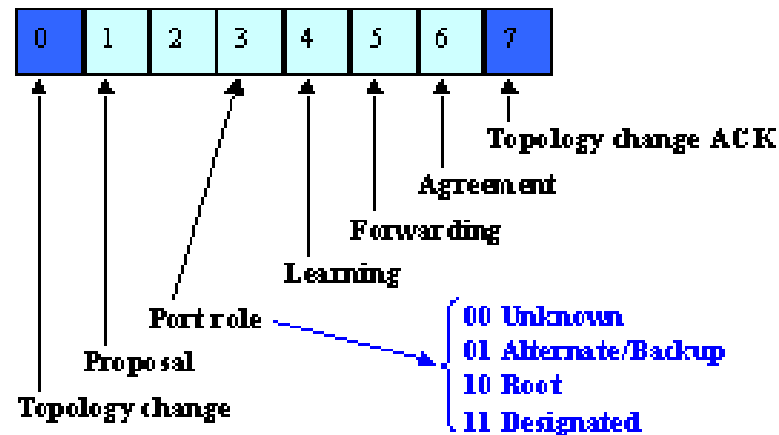 0 1 2 3 4 5 6 7
Topology change ACK
Agreement
Forwarding
Learning
Port role
00 Unknown
01 Alternate/Backup
10 Root
11 Designated
Proposal
Topology change